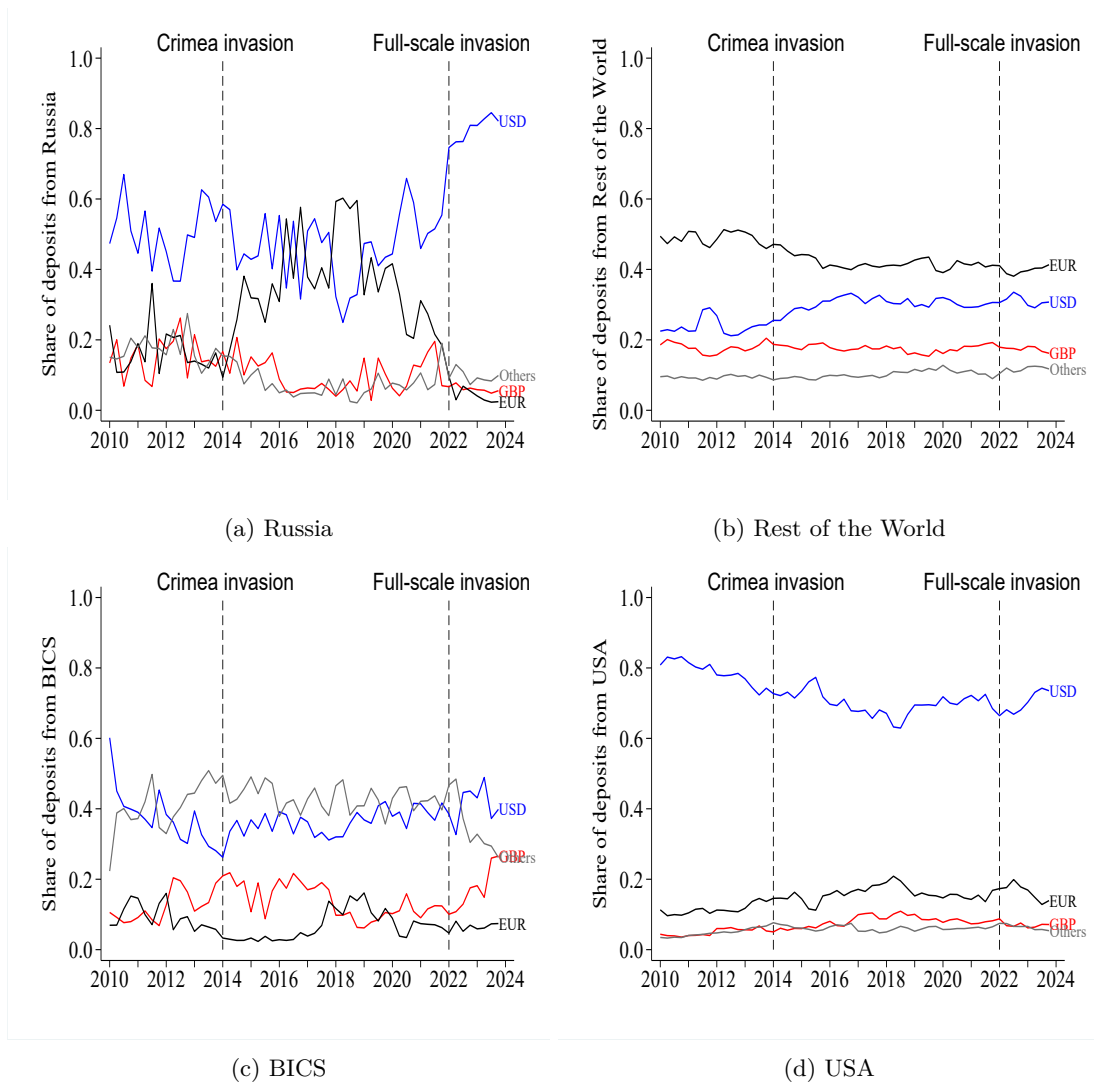 Crimea invasion Full-scale invasion
Share of deposits from Russia
1.0
0.8
0.6
0.4
0.2
0.0
USD
Others
GBP
EUR
2010 2012 2014 2016 2018 2020 2022 2024
(a) Russia
Crimea invasion Full-scale invasion
Share of deposits from Rest of the World
1.0
0.8
0.6
0.4
0.2
0.0
EUR
USD
GBP
Others
2010 2012 2014 2016 2018 2020 2022 2024
(b) Rest of the World
Crimea invasion Full-scale invasion
Share of deposits from BICS
1.0
0.8
0.6
0.4
0.2
0.0
USD
GBP
Others
EUR
2010 2012 2014 2016 2018 2020 2022 2024
(c) BICS
Crimea invasion Full-scale invasion
Share of deposits from USA
1.0
0.8
0.6
0.4
0.2
0.0
USD
EUR
GBP
Others
2010 2012 2014 2016 2018 2020 2022 2024
(d) USA